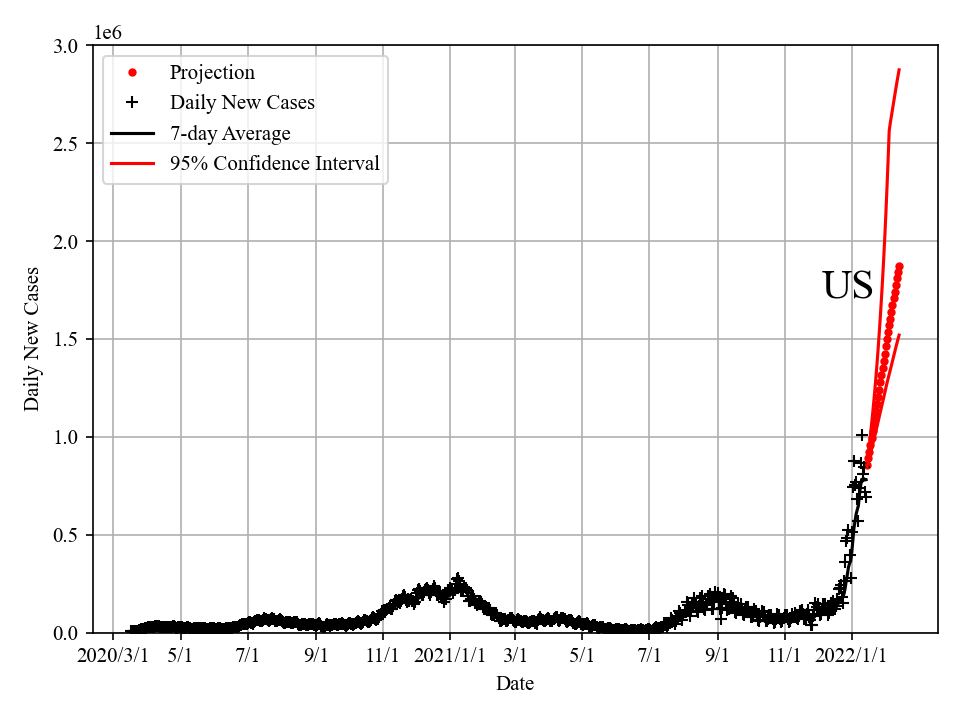 1e6
3.0
2.5
2.0
1.5
1.0
0.5
0.0
Projection
Daily New Cases
7-day Average
95% Confidence Interval
US
Daily New Cases
2020/3/1 5/1 7/1 9/1 11/1 2021/1/1 3/1 5/1 7/1 9/1 11/1 2022/1/1
Date